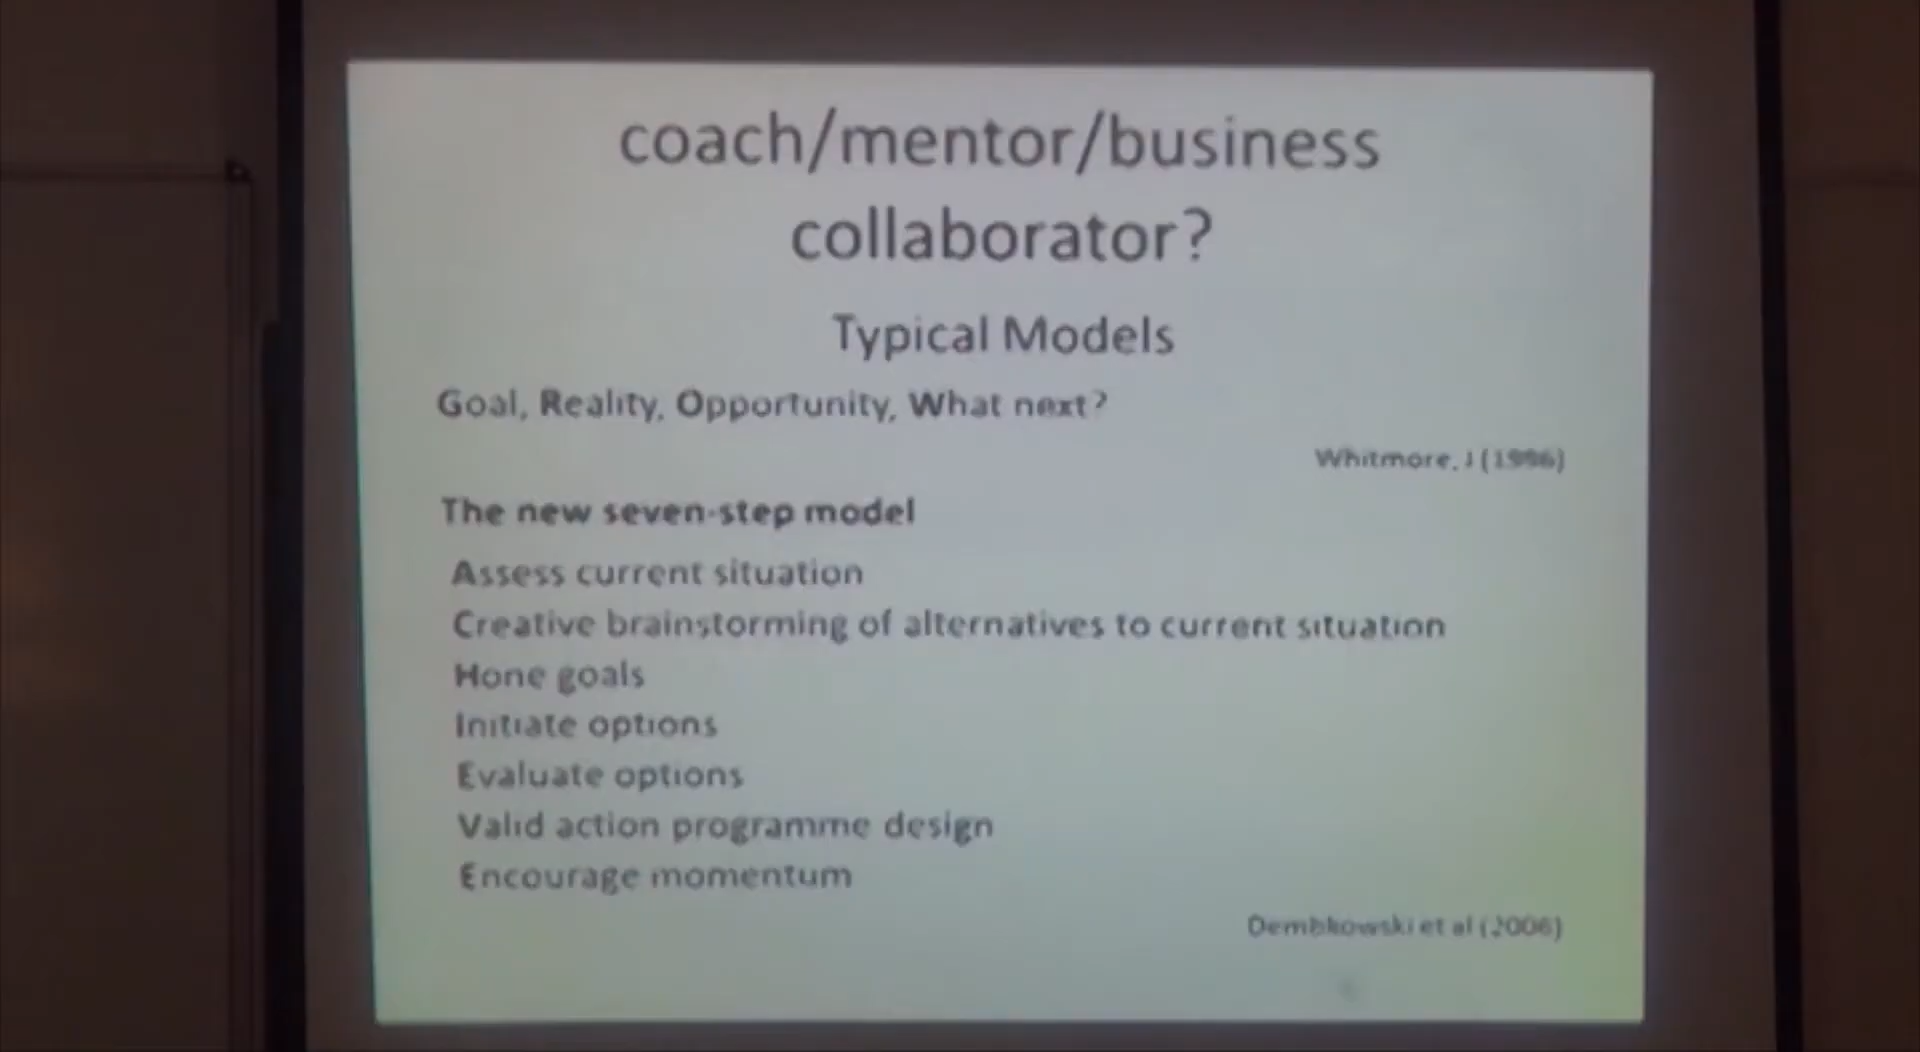 coach/mentor/business
collaborator?
Typical Models
Goal, Reality, Opportunity, What next?
Whitmore, J (1996)
The new seven-step model
Assess current situation
Creative brainstorming of alternatives to current situation
Hone goals
Initiate options
Evaluate options
Valid action programme design
Encourage momentum
Dembkowski et al (2006)